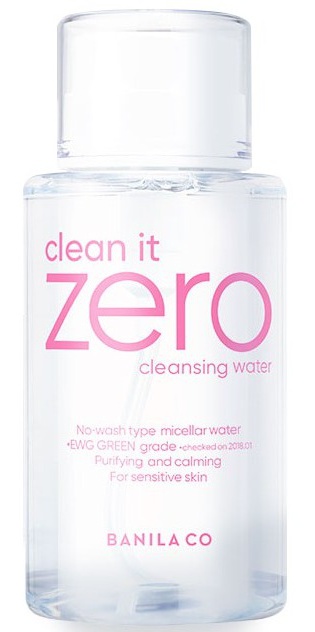 clean it
zero
cleansing water
No-wash type micellar water
*EWG GREEN grade *checked on 2018.01
Purifying and calming
For sensitive skin
BANILA CO